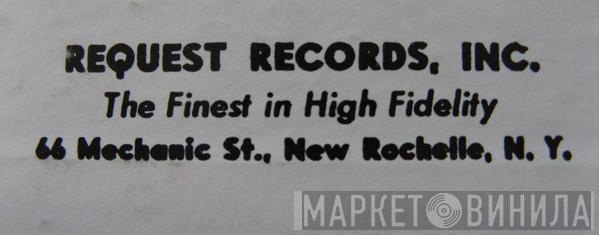 REQUEST RECORDS, INC.
The Finest in High Fidelity
66 Mechanic St., New Rochelle, N. Y.
МАРКЕТ ВИНИЛА